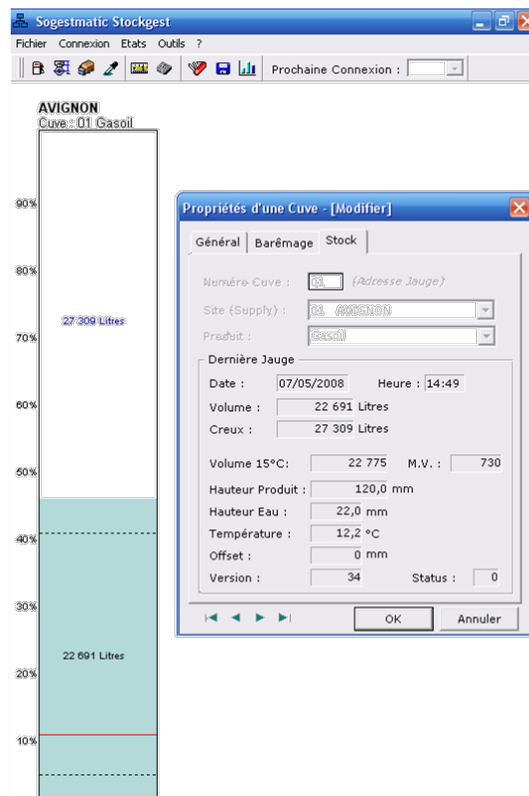 Sogestmatic Stockgest
Fichier Connexion Etats Outils ?
Prochaine Connexion :
AVIGNON
Cuve : 01 Gasoil
90%
80%
27 309 Litres
70%
60%
50%
40%
30%
22 691 Litres
20%
10%
Propriétés d'une Cuve - [Modifier]
Général Barêmage Stock
Numéro Cuve : 01 (Adresse Jauge)
Site (Supply) : 01 AVIGNON
Produit : Gasoil
Dernière Jauge
Date : 07/05/2008 Heure : 14:49
Volume : 22 691 Litres
Creux : 27 309 Litres
Volume 15°C: 22 775 M.V. : 730
Hauteur Produit : 120,0 mm
Hauteur Eau : 22,0 mm
Température : 12,2 °C
Offset : 0 mm
Version : 34 Status : 0
OK Annuler